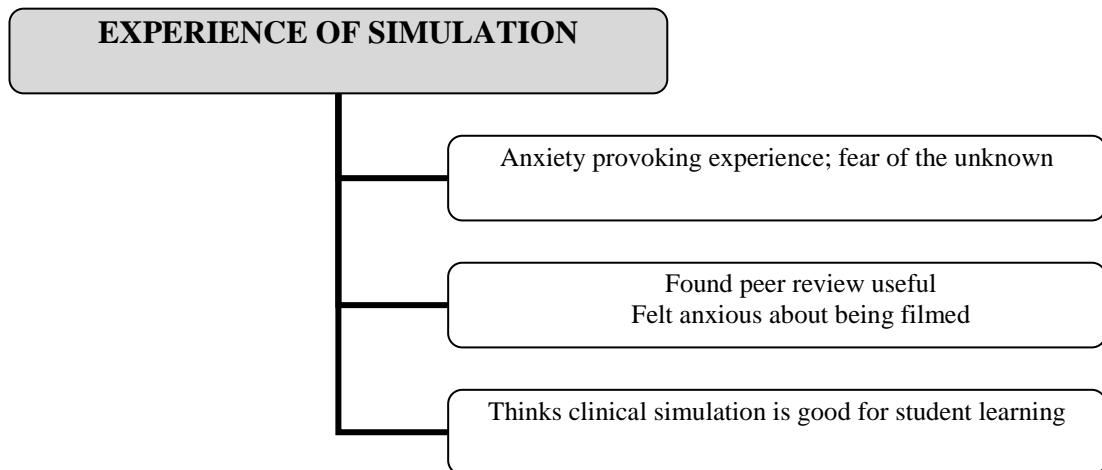 EXPERIENCE OF SIMULATION
Anxiety provoking experience; fear of the unknown
Found peer review useful
Felt anxious about being filmed
Thinks clinical simulation is good for student learning